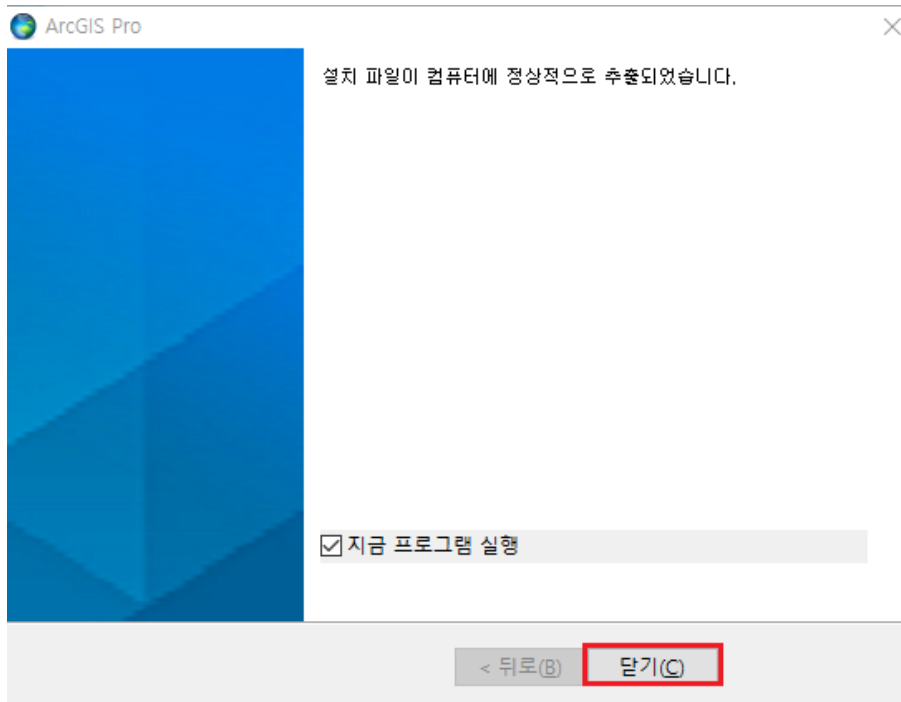 ArcGIS Pro
설치 파일이 컴퓨터에 정상적으로 추출되었습니다.
지금 프로그램 실행
< 뒤로(B) 닫기(C)